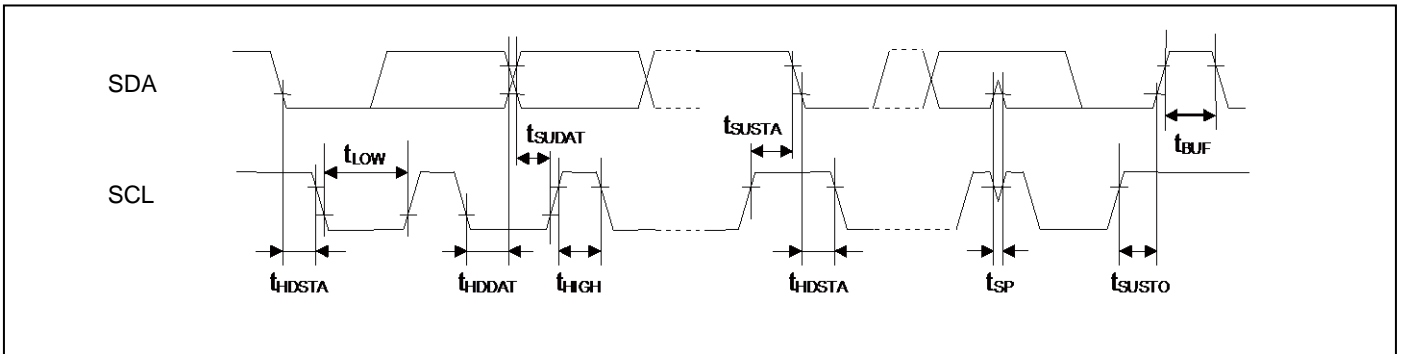 SDA
tSUDAT
tSUSTA
tLOW
tBUF
SCL
tHDSTA
tHDDAT
tHIGH
tHDSTA
tSP
tSUSTO